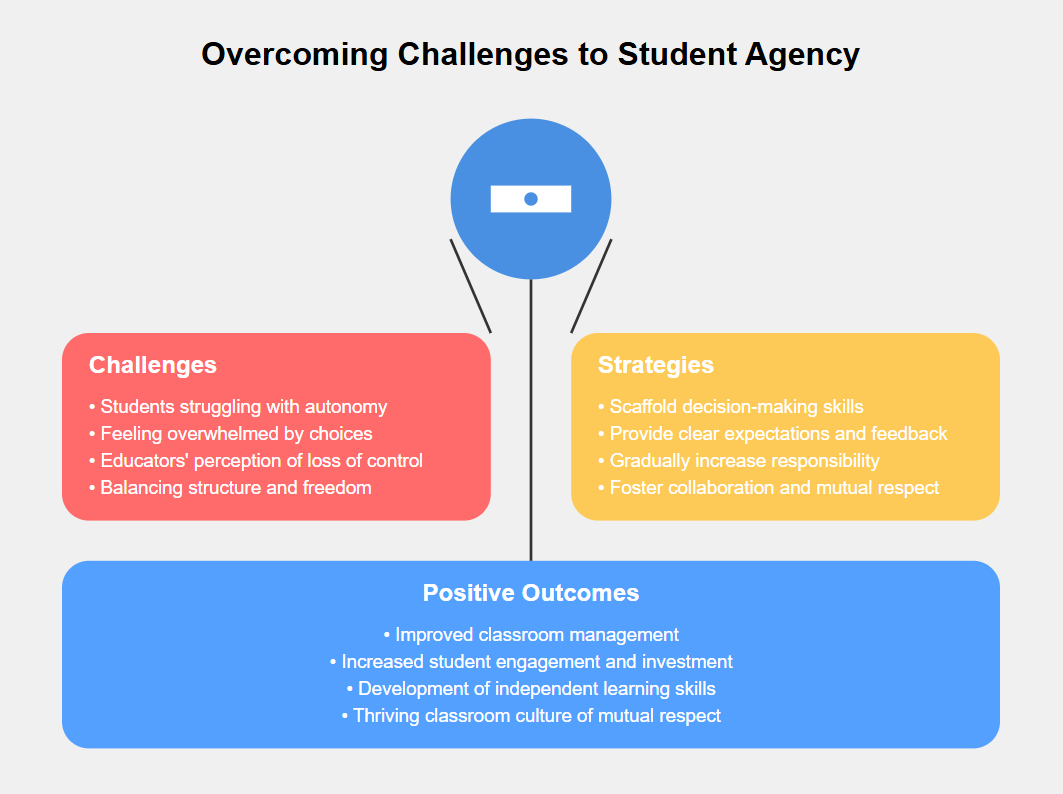 Overcoming Challenges to Student Agency
Challenges
• Students struggling with autonomy
• Feeling overwhelmed by choices
• Educators' perception of loss of control
• Balancing structure and freedom
Strategies
• Scaffold decision-making skills
• Provide clear expectations and feedback
• Gradually increase responsibility
• Foster collaboration and mutual respect
Positive Outcomes
• Improved classroom management
• Increased student engagement and investment
• Development of independent learning skills
• Thriving classroom culture of mutual respect